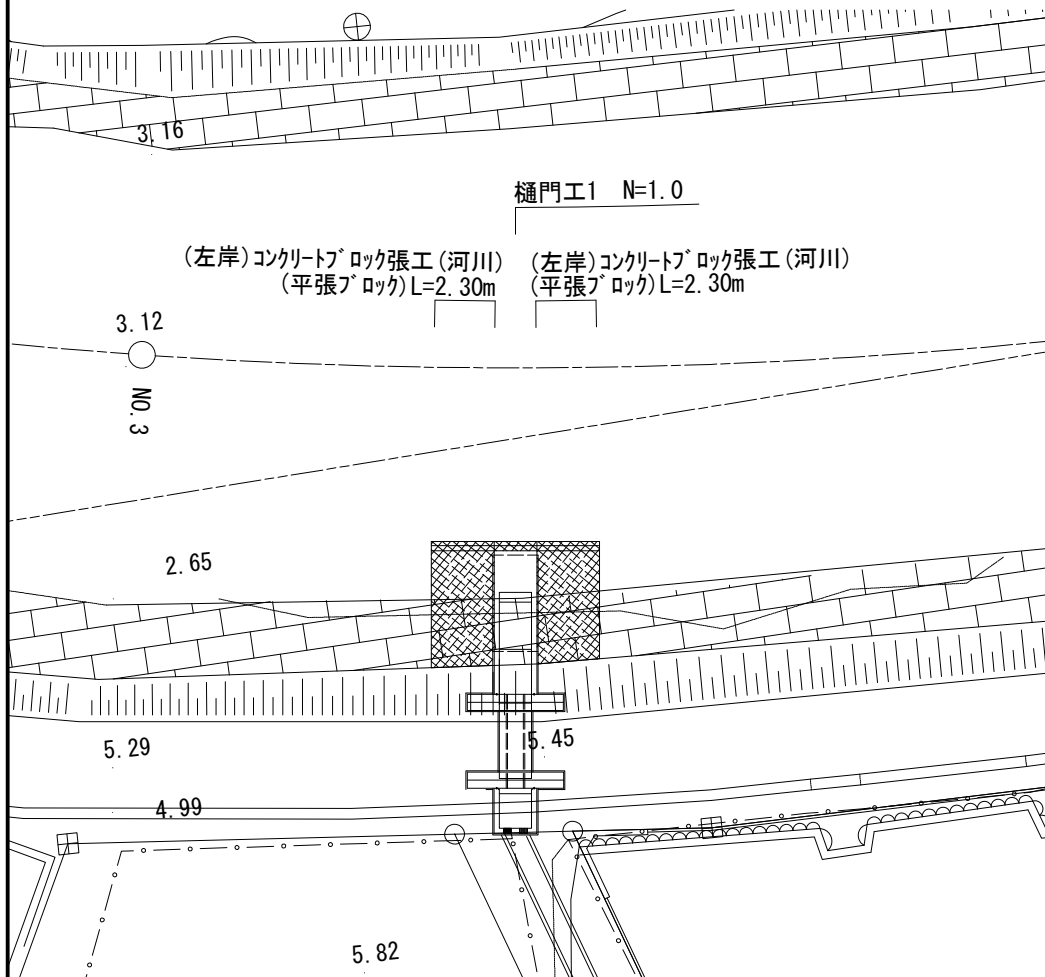 3.16
樋門工1 N=1.0
(左岸)コンクリートブロック張工(河川)
(平張ブロック)L=2.30m
(左岸)コンクリートブロック張工(河川)
(平張ブロック)L=2.30m
3.12
NO.3
2.65
5.29
5.45
4.99
5.82